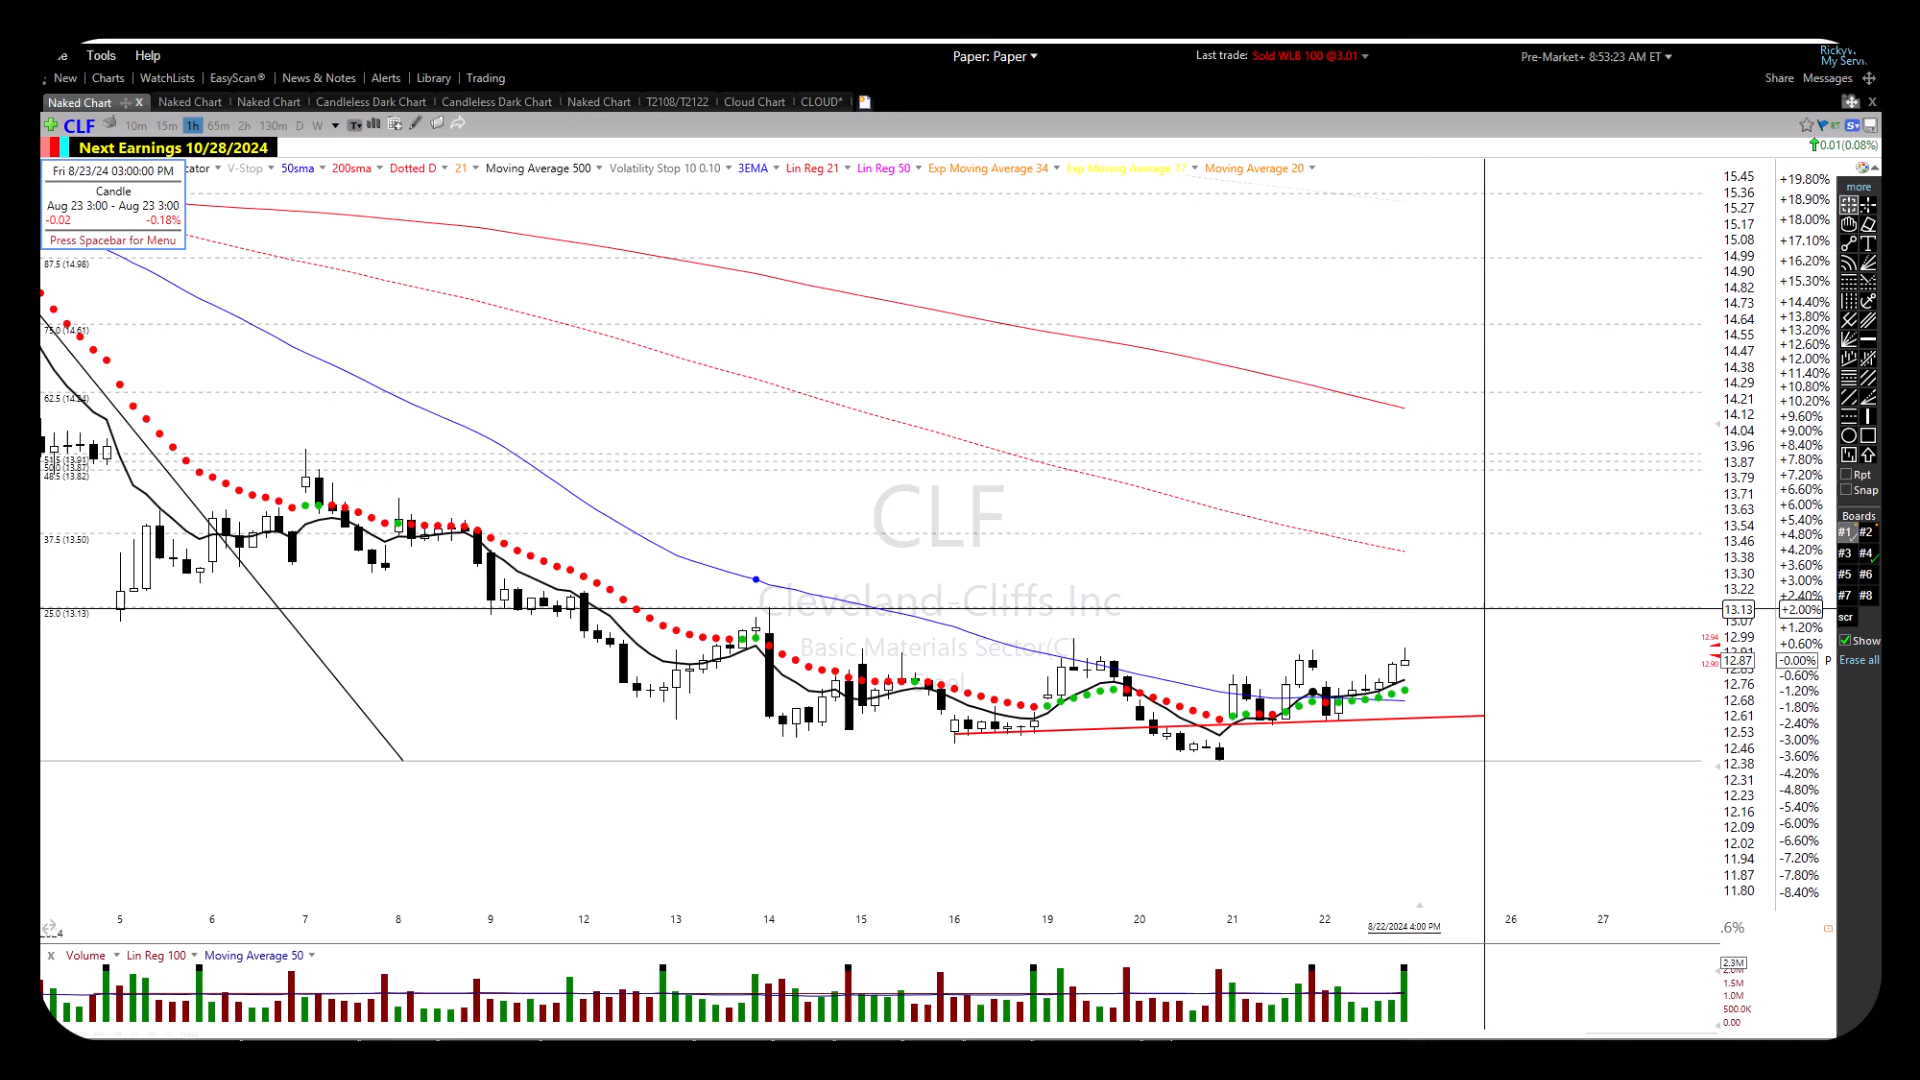 Tools Help
Paper: Paper
Last trade: Sold WLB 100 @3.01
Pre-Market+ 8:53:23 AM ET
New | Charts | WatchLists | EasyScan® | News & Notes | Alerts | Library | Trading
Share Messages
Naked Chart X Naked Chart Naked Chart Candleless Dark Chart Candleless Dark Chart Naked Chart T2108/T2122 Cloud Chart CLOUD*
CLF 10m 15m 1h 65m 2h 130m D W
Next Earnings 10/28/2024
0.01(0.08%)
V-Stop 50sma 200sma Dotted D 21 Moving Average 500 Volatility Stop 10 0.10 3EMA Lin Reg 21 Lin Reg 50 Exp Moving Average 34 Exp Moving Average 17 Moving Average 20
Fri 8/23/24 03:00:00 PM
Candle
Aug 23 3:00 - Aug 23 3:00
-0.02 -0.18%
Press Spacebar for Menu
87.5 (14.98)
75.0 (14.61)
37.5 (13.50)
25.0 (13.13)
CLF
Cleveland-Cliffs Inc
Basic Materials Sector
15.45 +19.80%
15.36 +18.90%
15.27 +18.00%
15.17
15.08 +17.10%
14.99 +16.20%
14.90
14.82 +15.30%
14.73 +14.40%
14.64 +13.80%
14.55 +13.20%
14.47 +12.60%
14.38 +12.00%
14.29 +11.40%
+10.80%
14.21 +10.20%
14.12 +9.60%
14.04 +9.00%
13.96 +8.40%
13.87 +7.80%
13.79 +7.20%
13.71 +6.60%
13.63 +6.00%
13.54 +5.40%
13.46 +4.80%
13.38 +4.20%
13.30 +3.60%
+3.00%
13.22 +2.40%
13.13 +2.00%
13.07 +1.20%
12.94 12.99 +0.60%
12.90 12.87 -0.00% P
12.76 -0.60%
12.68 -1.20%
12.61 -1.80%
-2.40%
12.53 -3.00%
12.46 -3.60%
12.38 -4.20%
12.31 -4.80%
12.23 -5.40%
12.16 -6.00%
12.09 -6.60%
12.02 -7.20%
11.94 -7.80%
11.87 -8.40%
11.80
more
Rpt
Snap
Boards
#1 #2
#3 #4
#5 #6
#7 #8
scr
Show
Erase all
5 6 7 8 9 12 13 14 15 16 19 20 21 22 26 27
8/22/2024 4:00 PM
.6%
X Volume Lin Reg 100 Moving Average 50
2.3M
1.5M
1.0M
500.0K
0.00